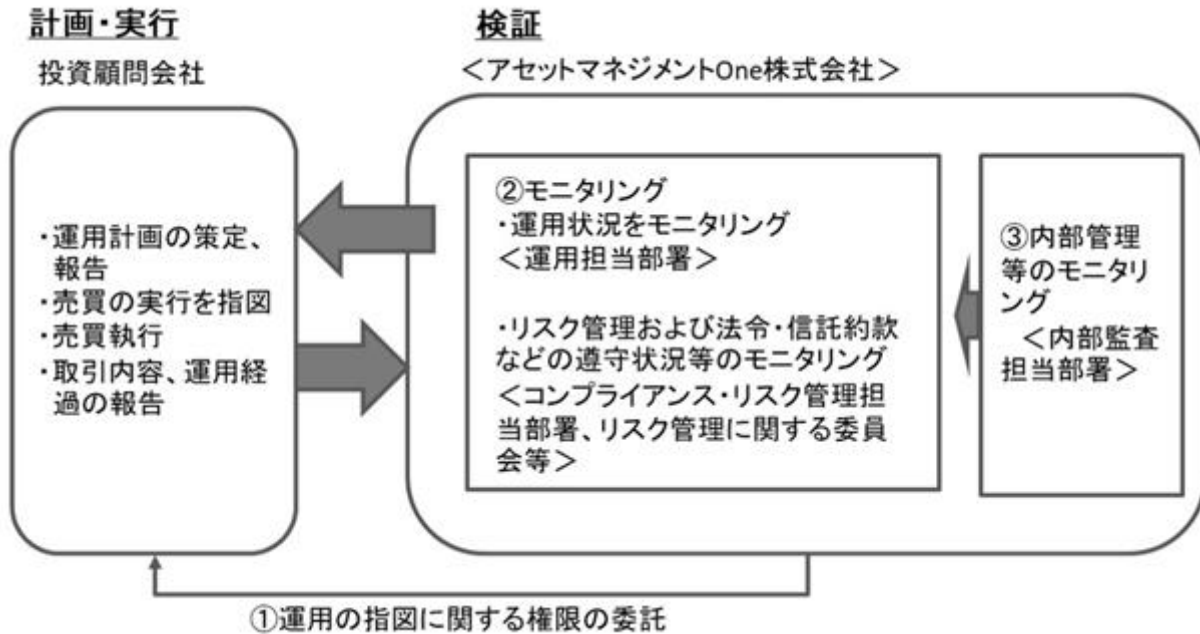 計画・実行
投資顧問会社
・運用計画の策定、
報告
・売買の実行を指図
・売買執行
・取引内容、運用経
過の報告
検証
＜アセットマネジメントOne株式会社＞
②モニタリング
・運用状況をモニタリング
＜運用担当部署＞
・リスク管理および法令・信託約款
などの遵守状況等のモニタリング
＜コンプライアンス・リスク管理担
当部署、リスク管理に関する委員
会等＞
③内部管理
等のモニタリ
ング
＜内部監査
担当部署＞
①運用の指図に関する権限の委託